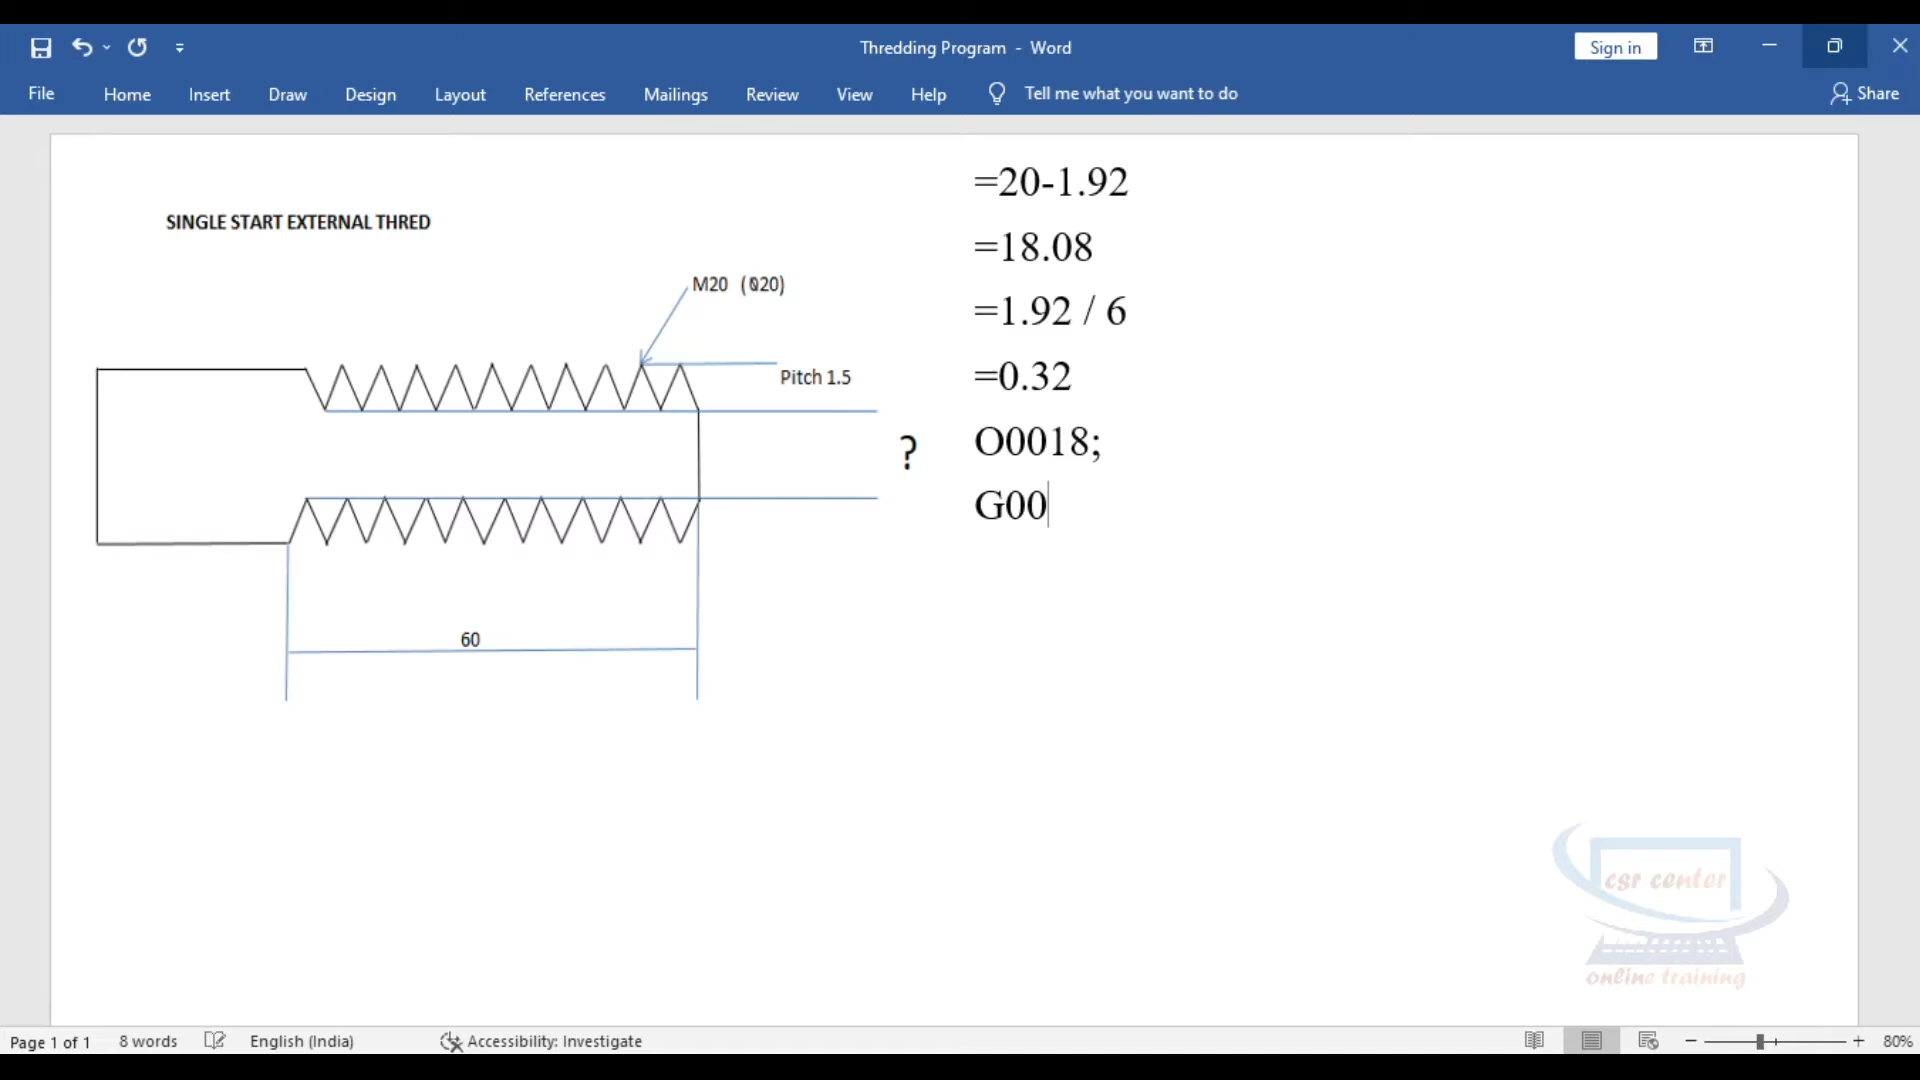 Thredding Program - Word
Sign in
File Home Insert Draw Design Layout References Mailings Review View Help Tell me what you want to do Share
SINGLE START EXTERNAL THRED
M20 (Ø20)
Pitch 1.5
?
60
=20-1.92
=18.08
=1.92 / 6
=0.32
O0018;
G00
csr center
online training
Page 1 of 1 8 words English (India) Accessibility: Investigate 80%